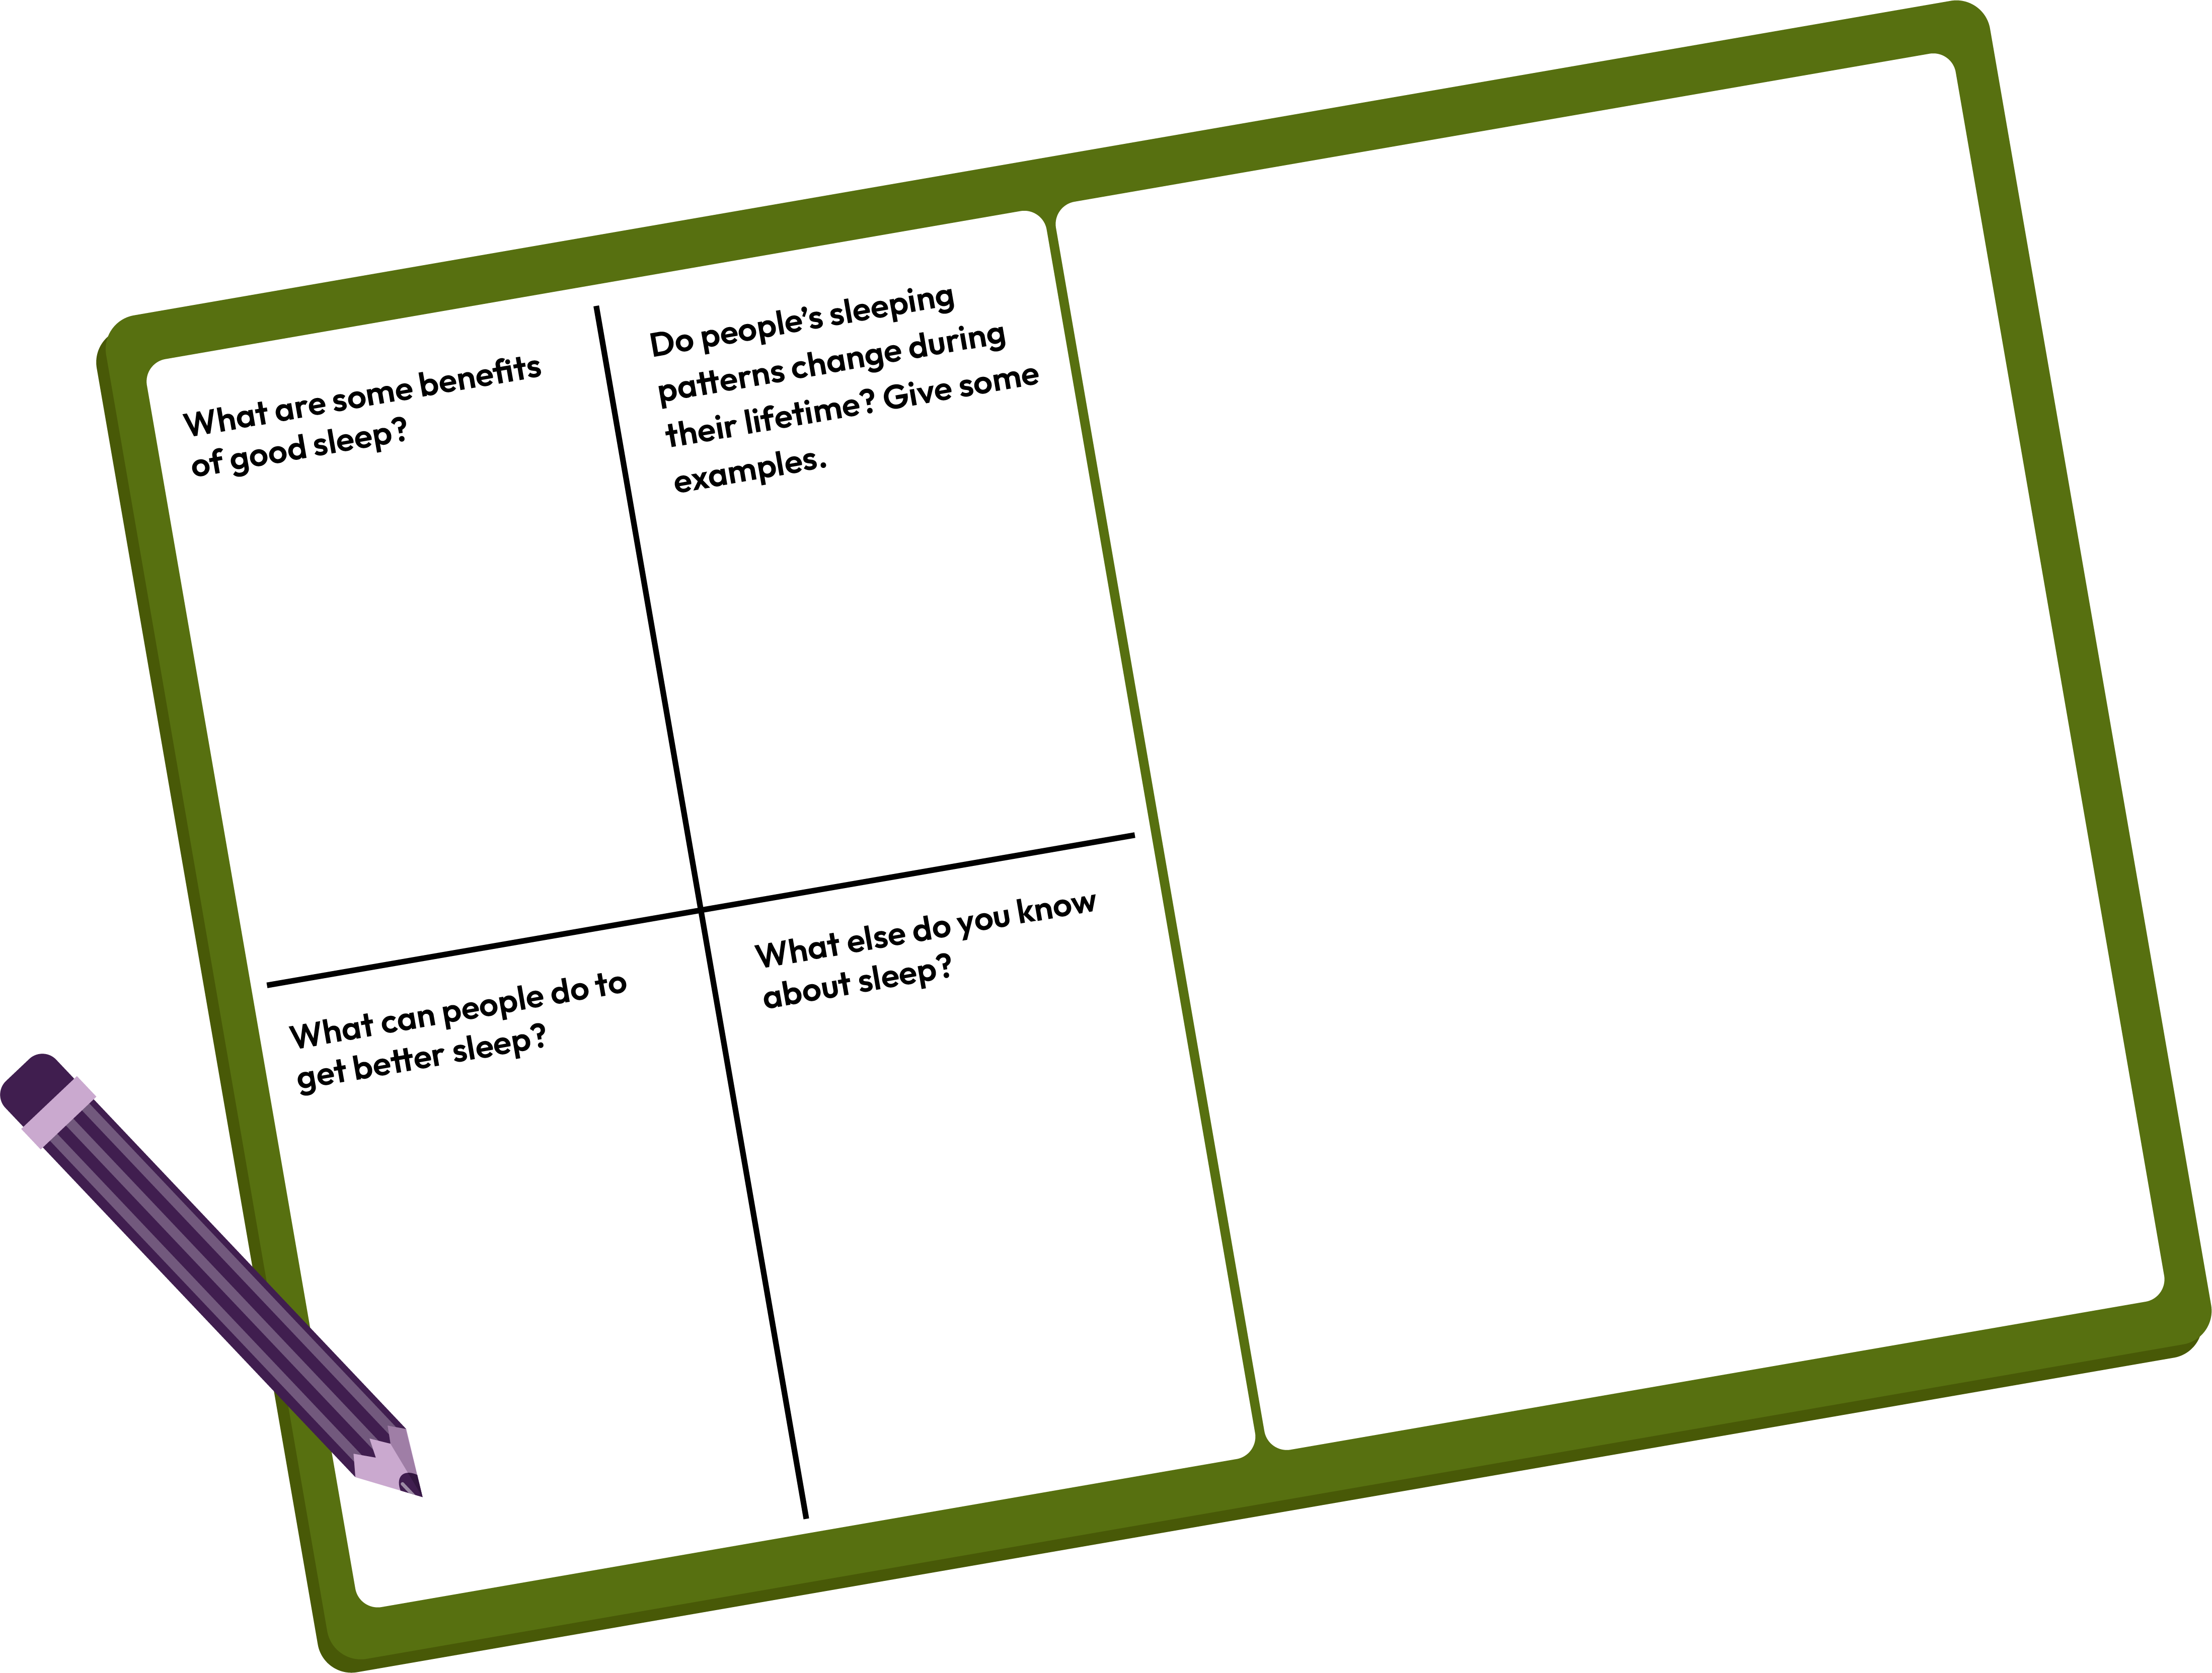 What are some benefits
of good sleep?
Do people’s sleeping
patterns change during
their lifetime? Give some
examples.
What can people do to
get better sleep?
What else do you know
about sleep?